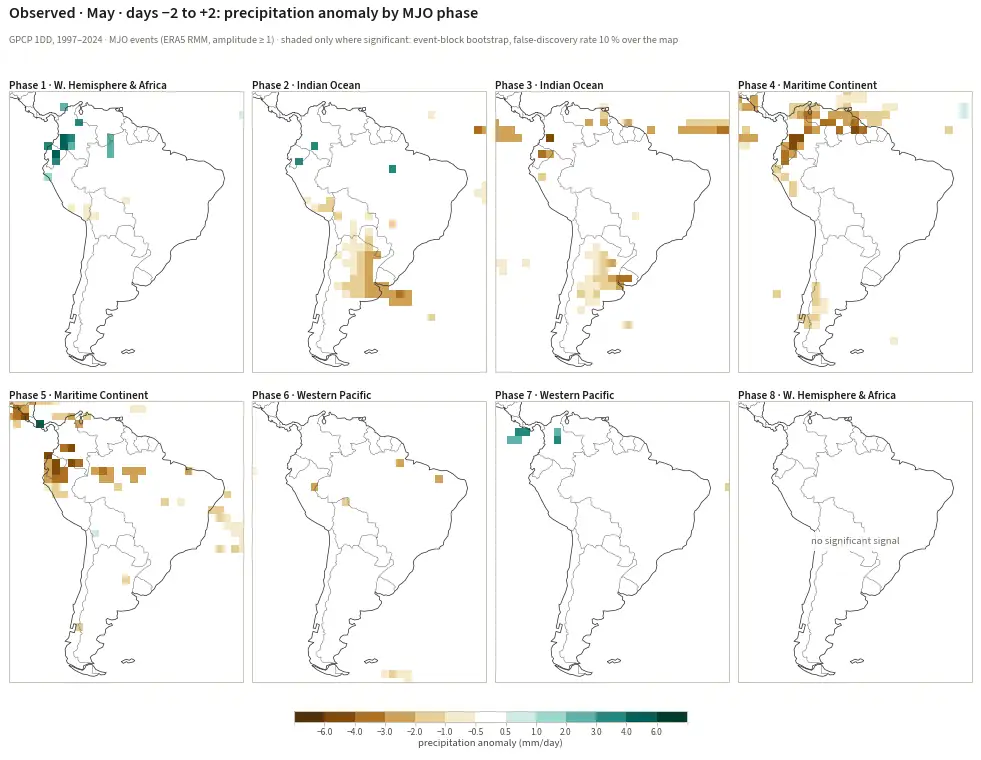 Observed · May · days −2 to +2: precipitation anomaly by MJO phase
GPCP 1DD, 1997–2024 · MJO events (ERA5 RMM, amplitude ≥ 1) · shaded only where significant: event-block bootstrap, false-discovery rate 10 % over the map
Phase 1 · W. Hemisphere & Africa
Phase 2 · Indian Ocean
Phase 3 · Indian Ocean
Phase 4 · Maritime Continent
Phase 5 · Maritime Continent
Phase 6 · Western Pacific
Phase 7 · Western Pacific
Phase 8 · W. Hemisphere & Africa
no significant signal
−6.0 −4.0 −3.0 −2.0 −1.0 −0.5 0.5 1.0 2.0 3.0 4.0 6.0
precipitation anomaly (mm/day)